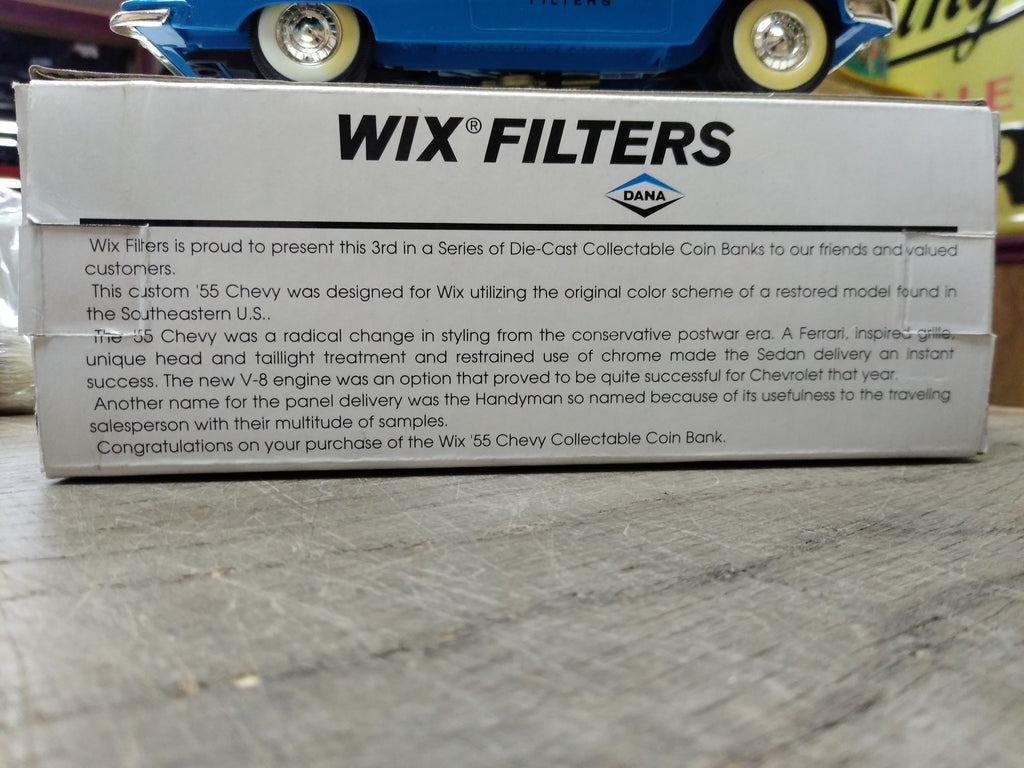 FILTERS
WIX® FILTERS
DANA
Wix Filters is proud to present this 3rd in a Series of Die-Cast Collectable Coin Banks to our friends and valued
customers.
This custom '55 Chevy was designed for Wix utilizing the original color scheme of a restored model found in
the Southeastern U.S..
The '55 Chevy was a radical change in styling from the conservative postwar era. A Ferrari, inspired grille,
unique head and taillight treatment and restrained use of chrome made the Sedan delivery an instant
success. The new V-8 engine was an option that proved to be quite successful for Chevrolet that year.
Another name for the panel delivery was the Handyman so named because of its usefulness to the traveling
salesperson with their multitude of samples.
Congratulations on your purchase of the Wix '55 Chevy Collectable Coin Bank.